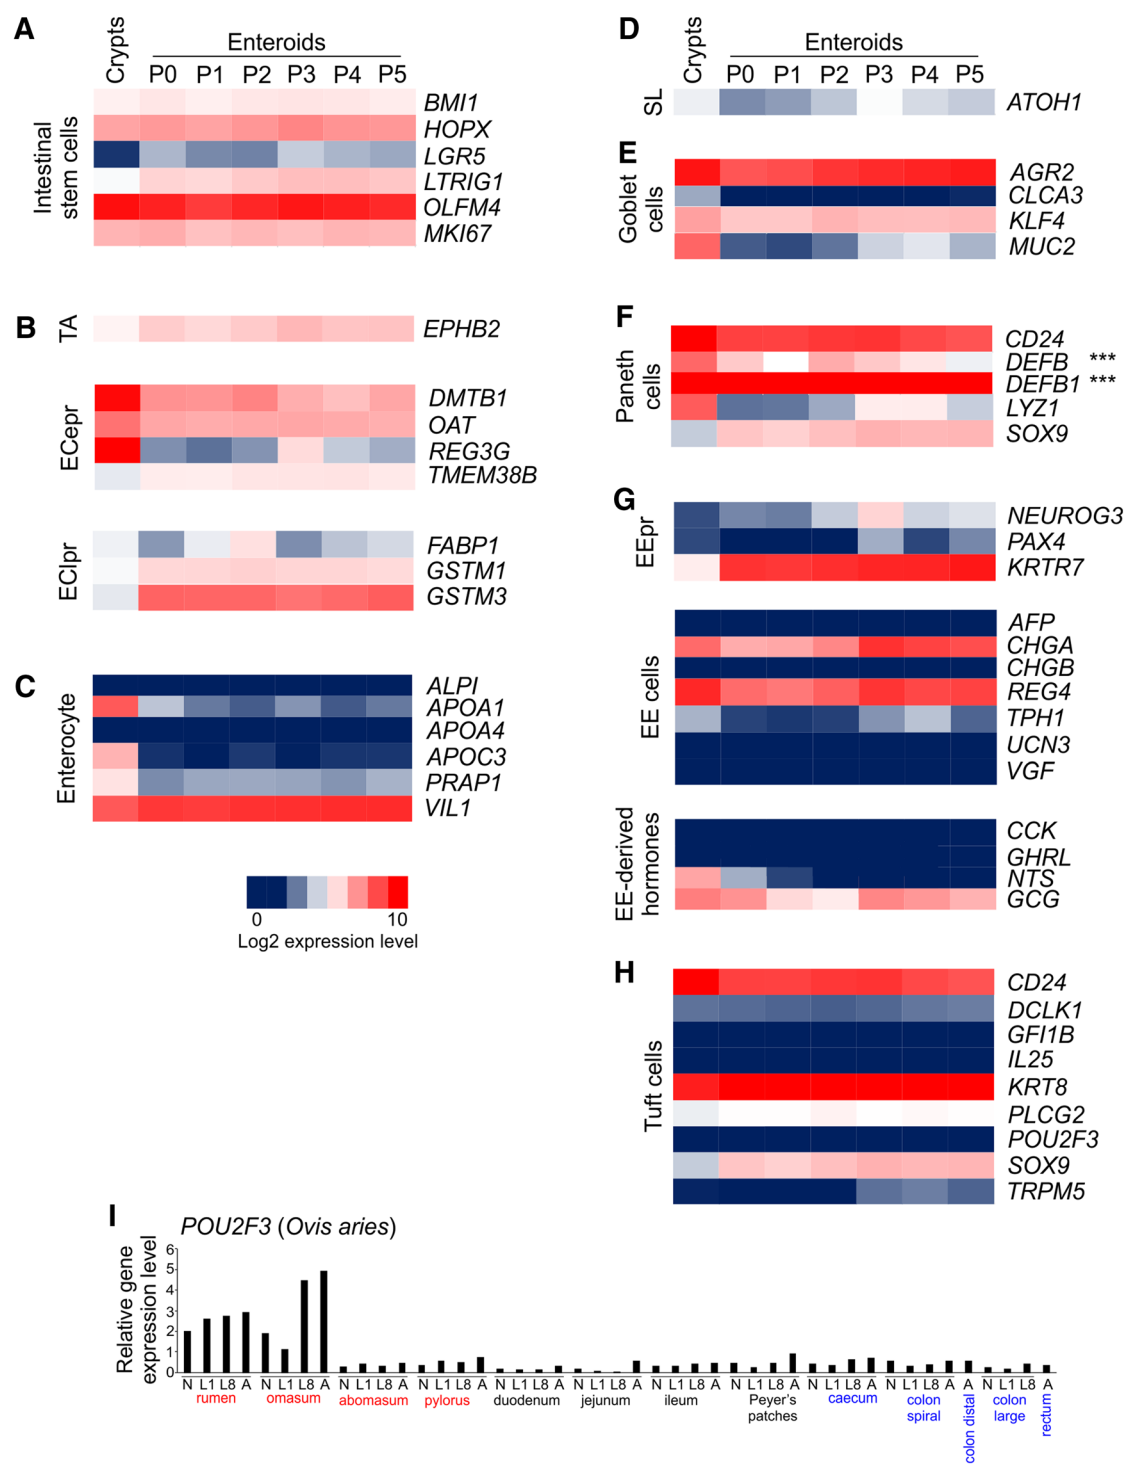 A
Crypts
Enteroids
P0 P1 P2 P3 P4 P5
Intestinal
stem cells
BMI1
HOPX
LGR5
LTRIG1
OLFM4
MKI67
B
TA
EPHB2
ECepr
DMTB1
OAT
REG3G
TMEM38B
EClpr
FABP1
GSTM1
GSTM3
C
Enterocyte
ALPI
APOA1
APOA4
APOC3
PRAP1
VIL1
0 10
Log2 expression level
D
Crypts
Enteroids
P0 P1 P2 P3 P4 P5
SL
ATOH1
E
Goblet
cells
AGR2
CLCA3
KLF4
MUC2
F
Paneth
cells
CD24
DEFB ***
DEFB1 ***
LYZ1
SOX9
G
EEpr
NEUROG3
PAX4
KRTR7
EE cells
AFP
CHGA
CHGB
REG4
TPH1
UCN3
VGF
EE-derived
hormones
CCK
GHRL
NTS
GCG
H
Tuft cells
CD24
DCLK1
GFI1B
IL25
KRT8
PLCG2
POU2F3
SOX9
TRPM5
I
POU2F3 (Ovis aries)
Relative gene
expression level
6
5
4
3
2
1
0
N L1 L8 A N L1 L8 A N L1 L8 A N L1 L8 A N L1 L8 A N L1 L8 A N L1 L8 A N L1 L8 A N L1 L8 A N L1 L8 A A N L1 L8 A
rumen omasum abomasum pylorus duodenum jejunum ileum Peyer's patches caecum colon spiral colon distal colon large rectum